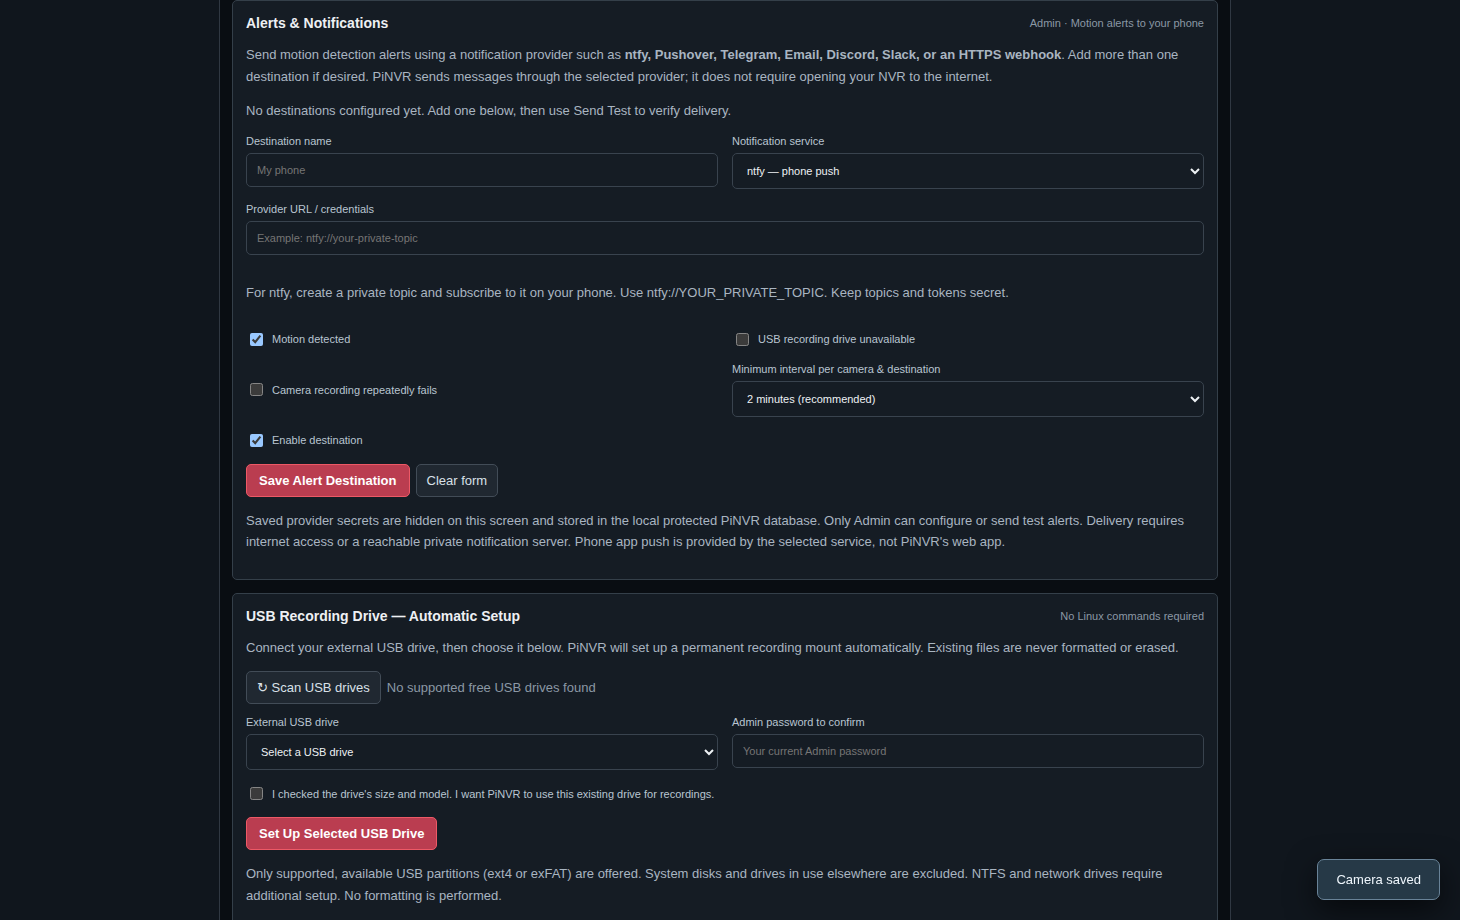 Alerts & Notifications
Admin · Motion alerts to your phone
Send motion detection alerts using a notification provider such as ntfy, Pushover, Telegram, Email, Discord, Slack, or an HTTPS webhook. Add more than one
destination if desired. PiNVR sends messages through the selected provider; it does not require opening your NVR to the internet.
No destinations configured yet. Add one below, then use Send Test to verify delivery.
Destination name
Notification service
My phone
ntfy — phone push
Provider URL / credentials
Example: ntfy://your-private-topic
For ntfy, create a private topic and subscribe to it on your phone. Use ntfy://YOUR_PRIVATE_TOPIC. Keep topics and tokens secret.
Motion detected
USB recording drive unavailable
Minimum interval per camera & destination
Camera recording repeatedly fails
2 minutes (recommended)
Enable destination
Save Alert Destination
Clear form
Saved provider secrets are hidden on this screen and stored in the local protected PiNVR database. Only Admin can configure or send test alerts. Delivery requires
internet access or a reachable private notification server. Phone app push is provided by the selected service, not PiNVR's web app.
USB Recording Drive — Automatic Setup
No Linux commands required
Connect your external USB drive, then choose it below. PiNVR will set up a permanent recording mount automatically. Existing files are never formatted or erased.
↻ Scan USB drives
No supported free USB drives found
External USB drive
Admin password to confirm
Select a USB drive
Your current Admin password
I checked the drive's size and model. I want PiNVR to use this existing drive for recordings.
Set Up Selected USB Drive
Only supported, available USB partitions (ext4 or exFAT) are offered. System disks and drives in use elsewhere are excluded. NTFS and network drives require
additional setup. No formatting is performed.
Camera saved